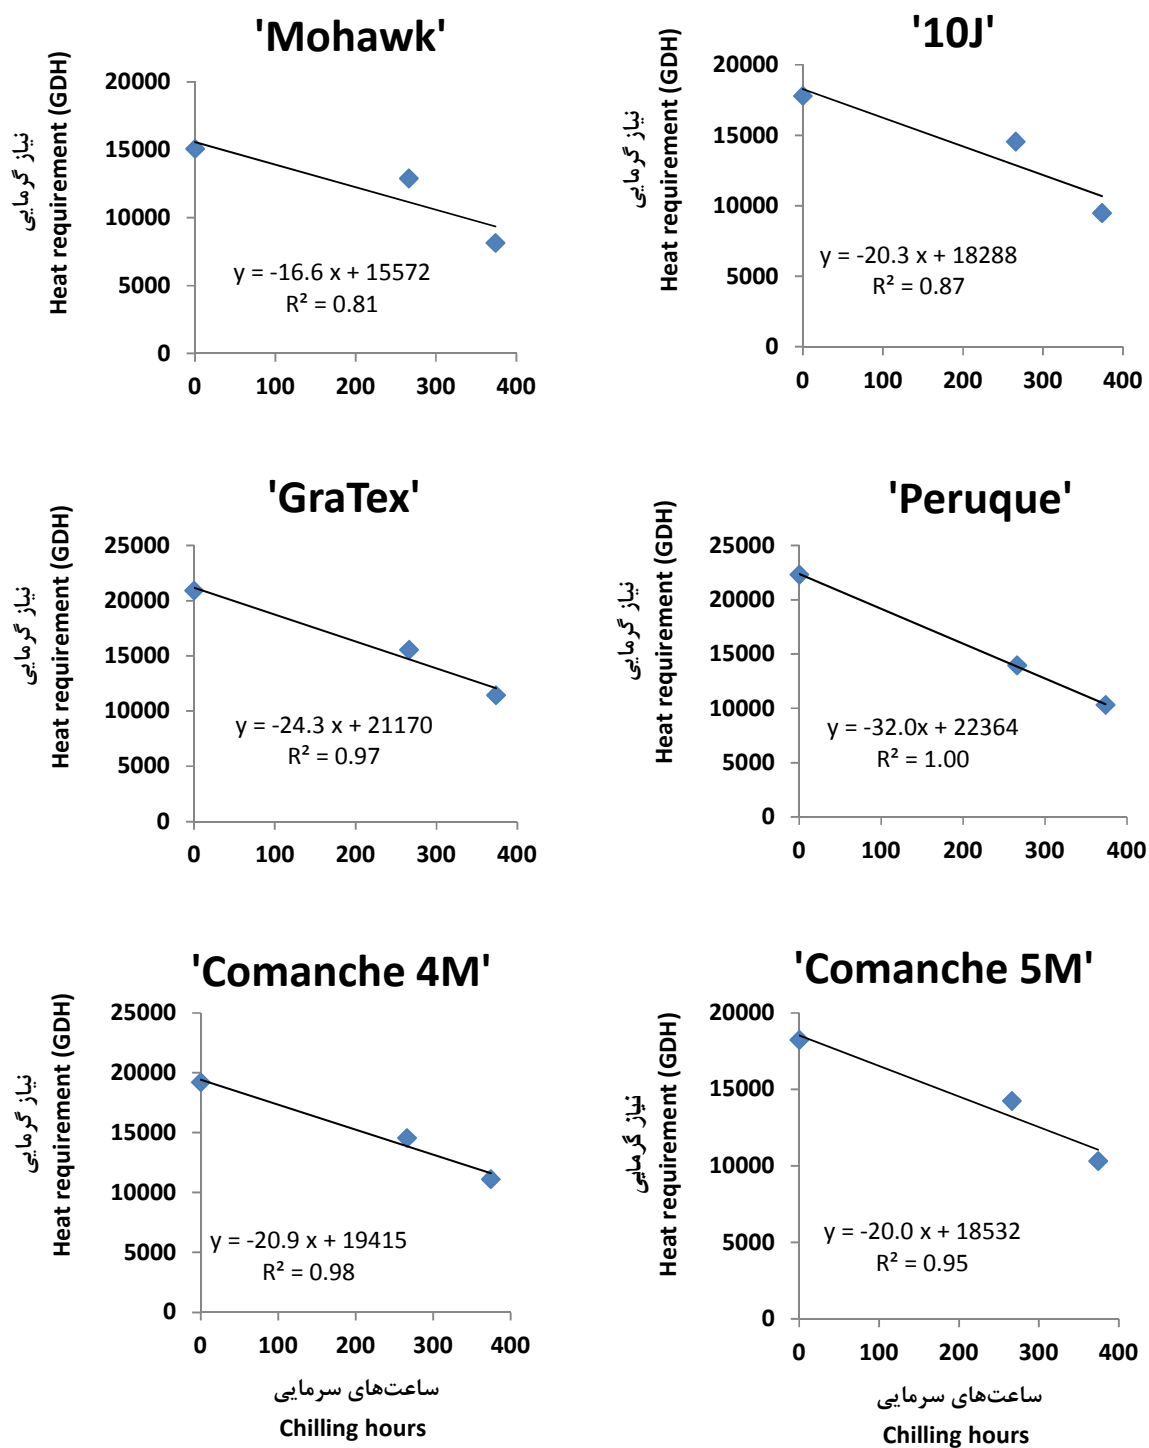 'Mohawk'
نیاز گرمایی
Heat requirement (GDH)
20000
15000
10000
5000
0
y = -16.6 x + 15572
R² = 0.81
0 100 200 300 400
'10J'
نیاز گرمایی
Heat requirement (GDH)
20000
15000
10000
5000
0
y = -20.3 x + 18288
R² = 0.87
0 100 200 300 400
'GraTex'
نیاز گرمایی
Heat requirement (GDH)
25000
20000
15000
10000
5000
0
y = -24.3 x + 21170
R² = 0.97
0 100 200 300 400
'Peruque'
نیاز گرمایی
Heat requirement (GDH)
25000
20000
15000
10000
5000
0
y = -32.0x + 22364
R² = 1.00
0 100 200 300 400
'Comanche 4M'
نیاز گرمایی
Heat requirement (GDH)
25000
20000
15000
10000
5000
0
y = -20.9 x + 19415
R² = 0.98
0 100 200 300 400
ساعت‌های سرمایی
Chilling hours
'Comanche 5M'
نیاز گرمایی
Heat requirement (GDH)
20000
15000
10000
5000
0
y = -20.0 x + 18532
R² = 0.95
0 100 200 300 400
ساعت‌های سرمایی
Chilling hours